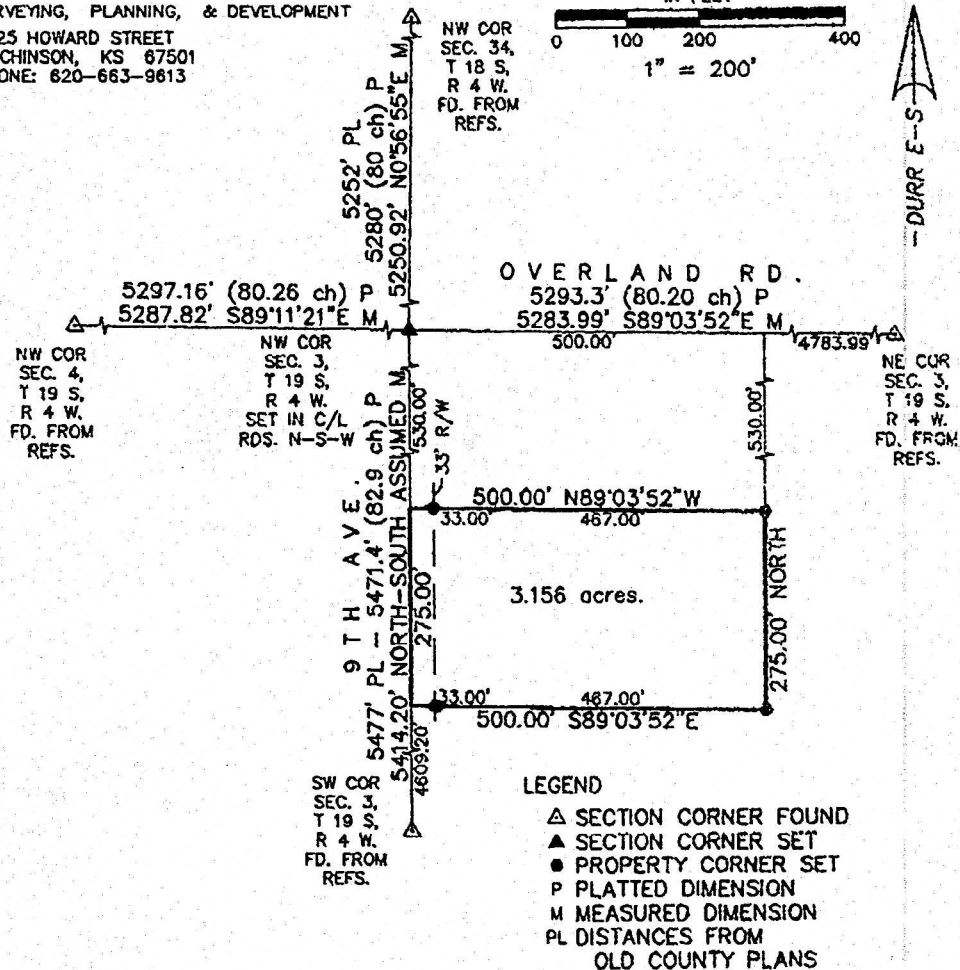 RVEYING, PLANNING, & DEVELOPMENT
25 HOWARD STREET
CHINSON, KS 67501
ONE: 620-663-9613
NW COR
SEC. 34,
T 18 S,
R 4 W.
FD. FROM
REFS.
0 100 200 400
1" = 200'
-DURR E-S-
5252' PL
5280' (80 ch) P
5250.92' N0°56'55"E M
5297.16' (80.26 ch) P
5287.82' S89°11'21"E M
OVERLAND RD.
5293.3' (80.20 ch) P
5283.99' S89°03'52"E M
500.00'
4783.99'
NW COR
SEC. 4,
T 19 S,
R 4 W.
FD. FROM
REFS.
NW COR
SEC. 3,
T 19 S,
R 4 W.
SET IN C/L
RDS. N-S-W
NE COR
SEC. 3,
T 19 S,
R 4 W.
FD. FROM
REFS.
530.00'
33' R/W
530.00'
500.00' N89°03'52"W
33.00' 467.00'
9TH AVE.
5477' PL - 5471.4' (82.9 ch) P
5414.20' NORTH-SOUTH ASSUMED M
275.00'
3.156 acres.
275.00' NORTH
33.00' 467.00'
500.00' S89°03'52"E
4609.20'
SW COR
SEC. 3,
T 19 S,
R 4 W.
FD. FROM
REFS.
LEGEND
△ SECTION CORNER FOUND
▲ SECTION CORNER SET
● PROPERTY CORNER SET
P PLATTED DIMENSION
M MEASURED DIMENSION
PL DISTANCES FROM
OLD COUNTY PLANS